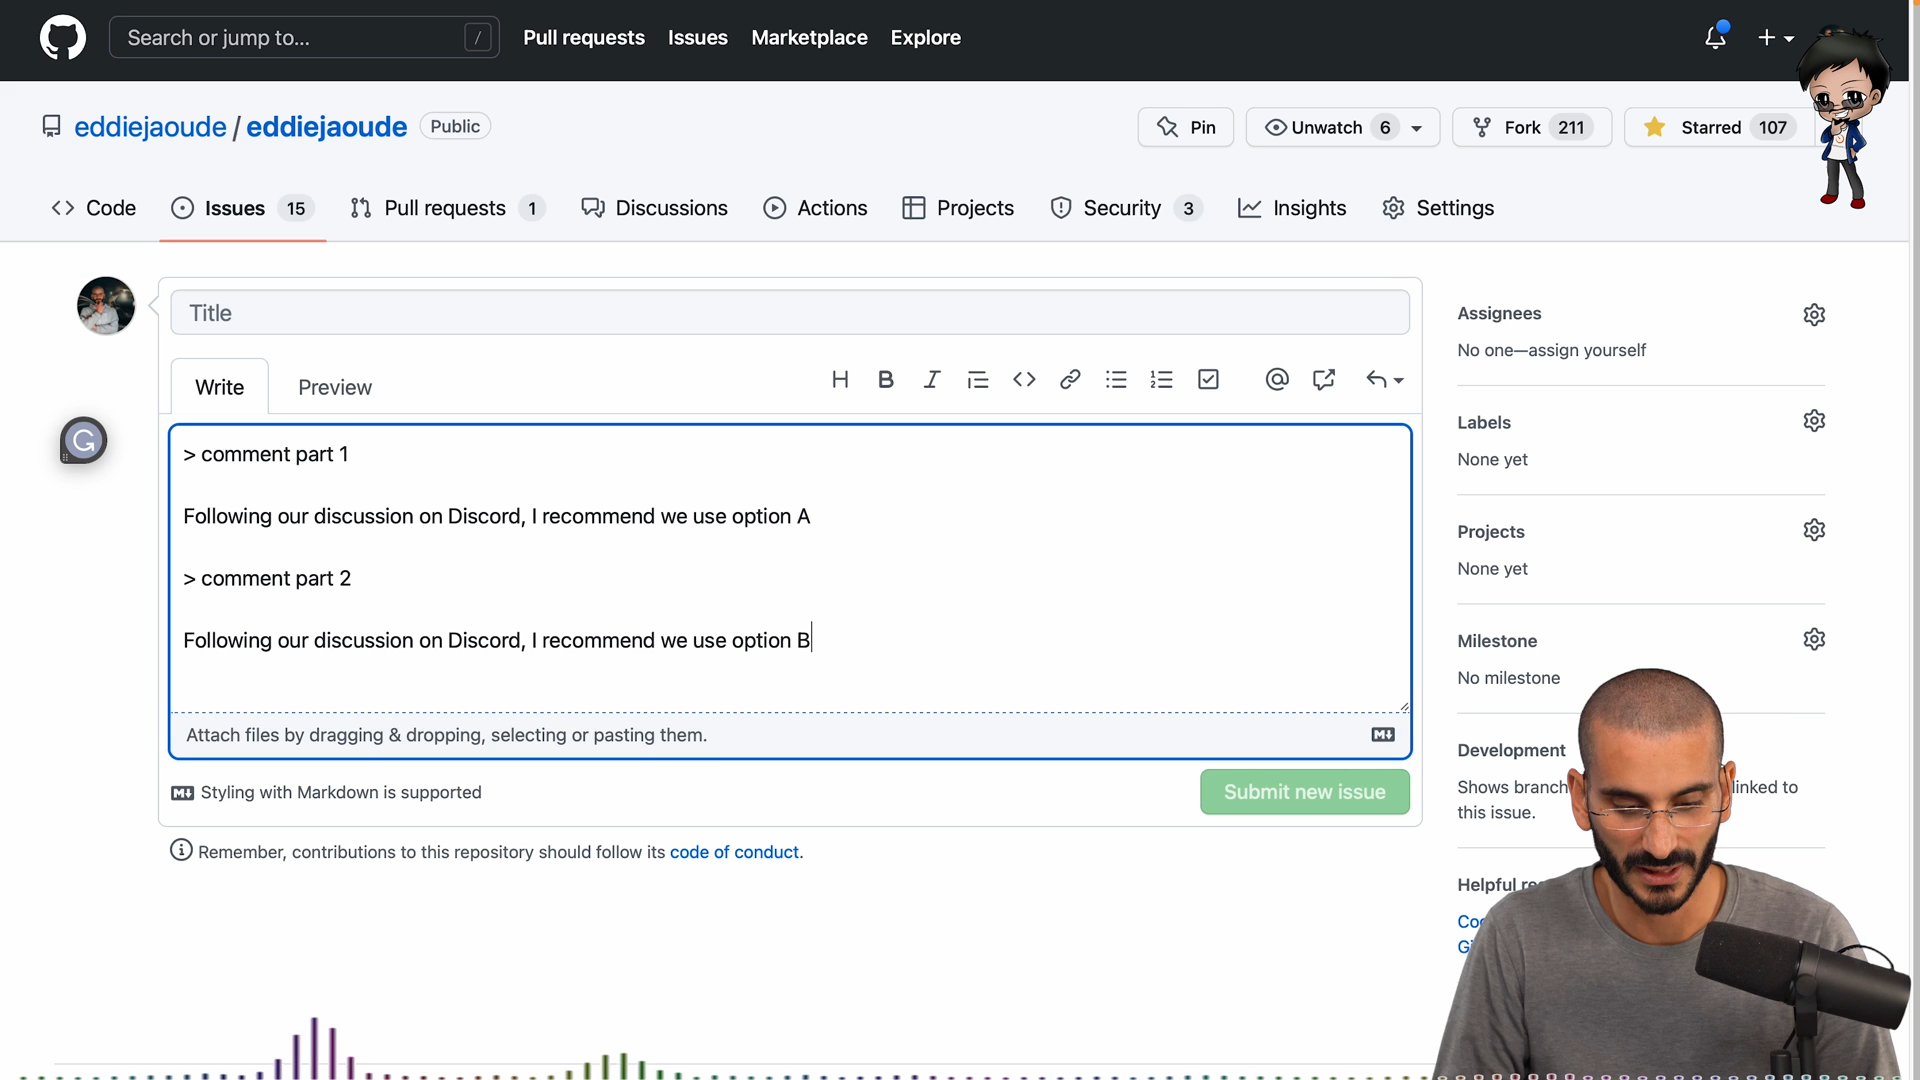 Search or jump to... /
Pull requests Issues Marketplace Explore
eddiejaoude / eddiejaoude Public
Pin Unwatch 6 Fork 211 Starred 107
Code Issues 15 Pull requests 1 Discussions Actions Projects Security 3 Insights Settings
Title
Write Preview
> comment part 1
Following our discussion on Discord, I recommend we use option A
> comment part 2
Following our discussion on Discord, I recommend we use option B
Attach files by dragging & dropping, selecting or pasting them.
Styling with Markdown is supported
Submit new issue
Remember, contributions to this repository should follow its code of conduct.
Assignees
No one—assign yourself
Labels
None yet
Projects
None yet
Milestone
No milestone
Development
Shows linked to
this issue.
Helpful